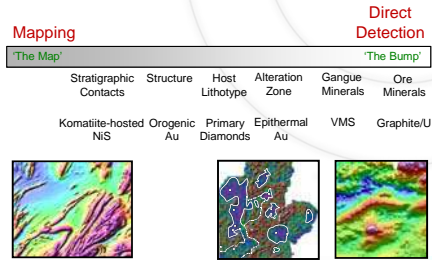 Mapping
Direct
Detection
'The Map'
'The Bump'
Stratigraphic
Contacts
Structure
Host
Lithotype
Alteration
Zone
Gangue
Minerals
Ore
Minerals
Komatiite-hosted
NiS
Orogenic
Au
Primary
Diamonds
Epithermal
Au
VMS
Graphite/U